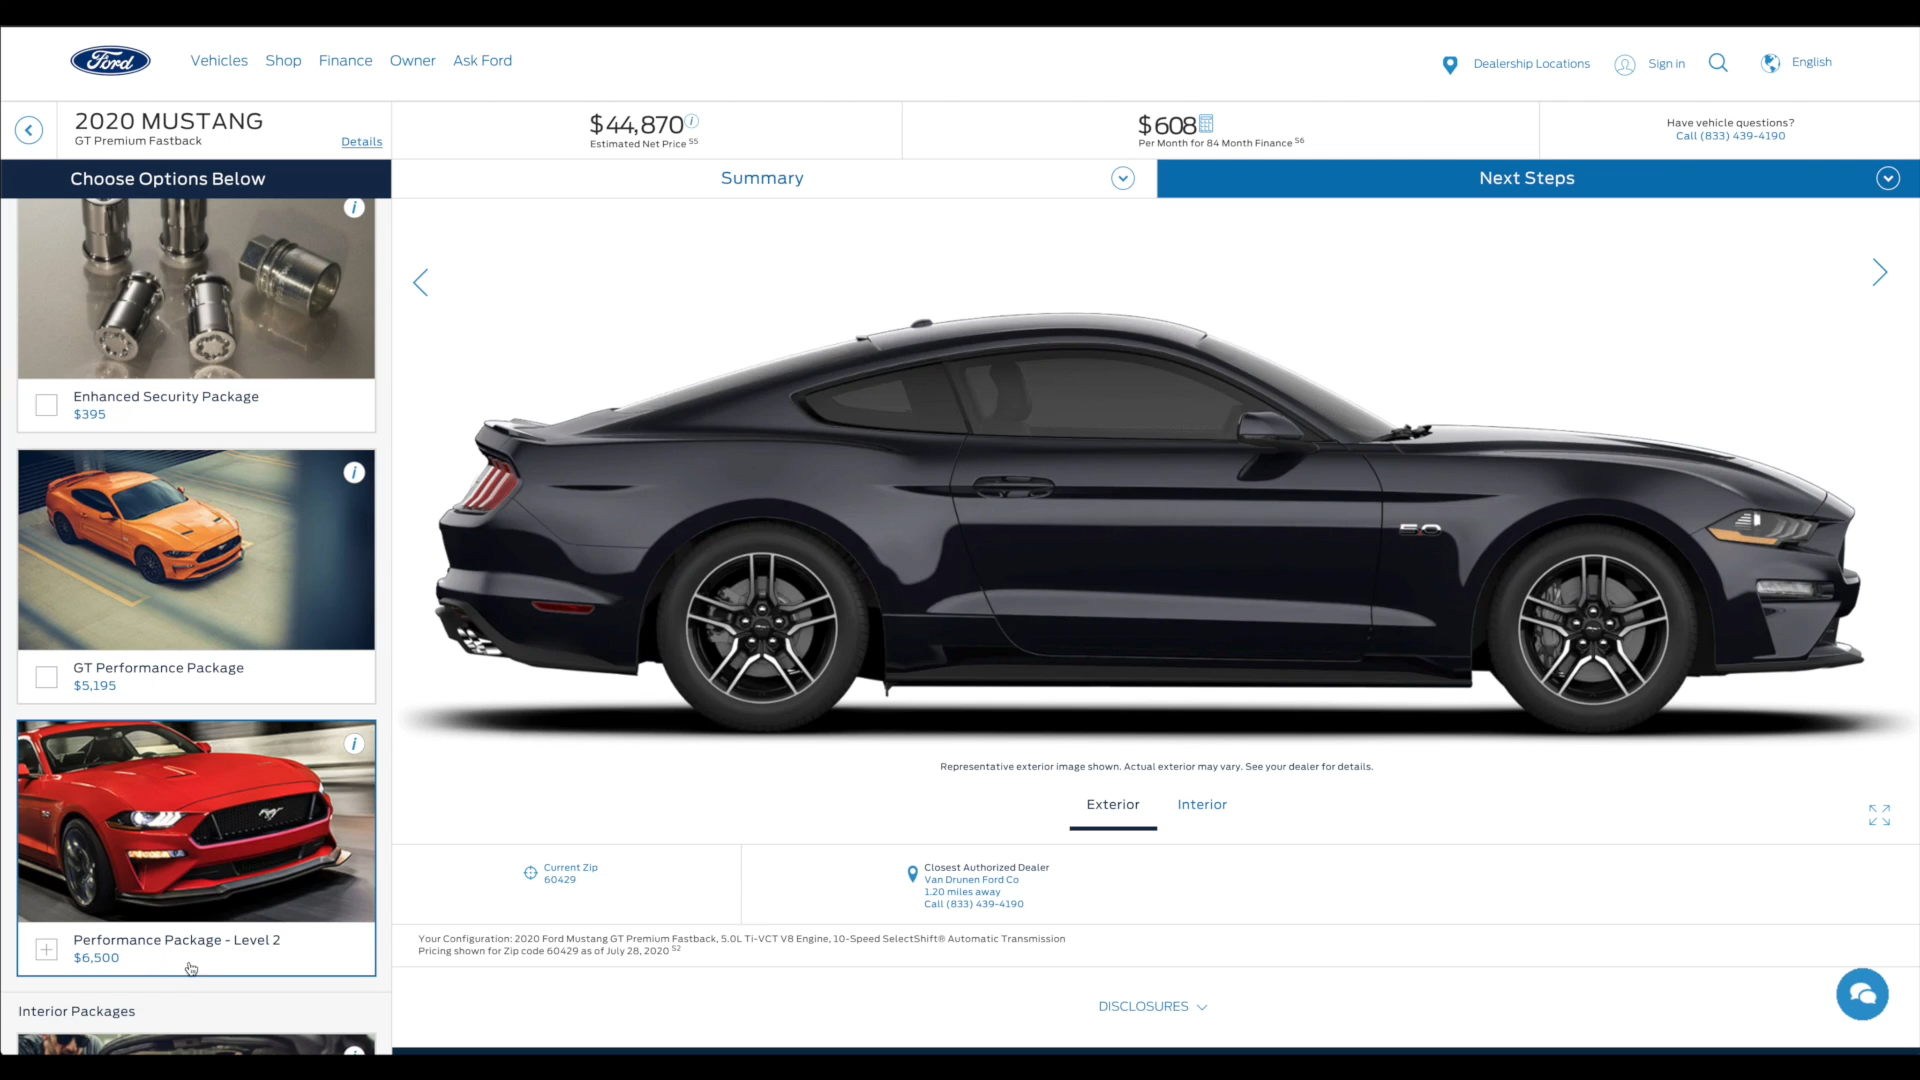 Ford
Vehicles
Shop
Finance
Owner
Ask Ford
Dealership Locations
Sign in
English
2020 MUSTANG
GT Premium Fastback
Details
$44,870
Estimated Net Price S5
$608
Per Month for 84 Month Finance S6
Have vehicle questions?
Call (833) 439-4190
Choose Options Below
Summary
Next Steps
Enhanced Security Package
$395
GT Performance Package
$5,195
Performance Package - Level 2
$6,500
Interior Packages
5.0
Representative exterior image shown. Actual exterior may vary. See your dealer for details.
Exterior
Interior
Current Zip
60429
Closest Authorized Dealer
Van Drunen Ford Co
1.20 miles away
Call (833) 439-4190
Your Configuration: 2020 Ford Mustang GT Premium Fastback, 5.0L Ti-VCT V8 Engine, 10-Speed SelectShift® Automatic Transmission
Pricing shown for Zip code 60429 as of July 28, 2020 S2
DISCLOSURES